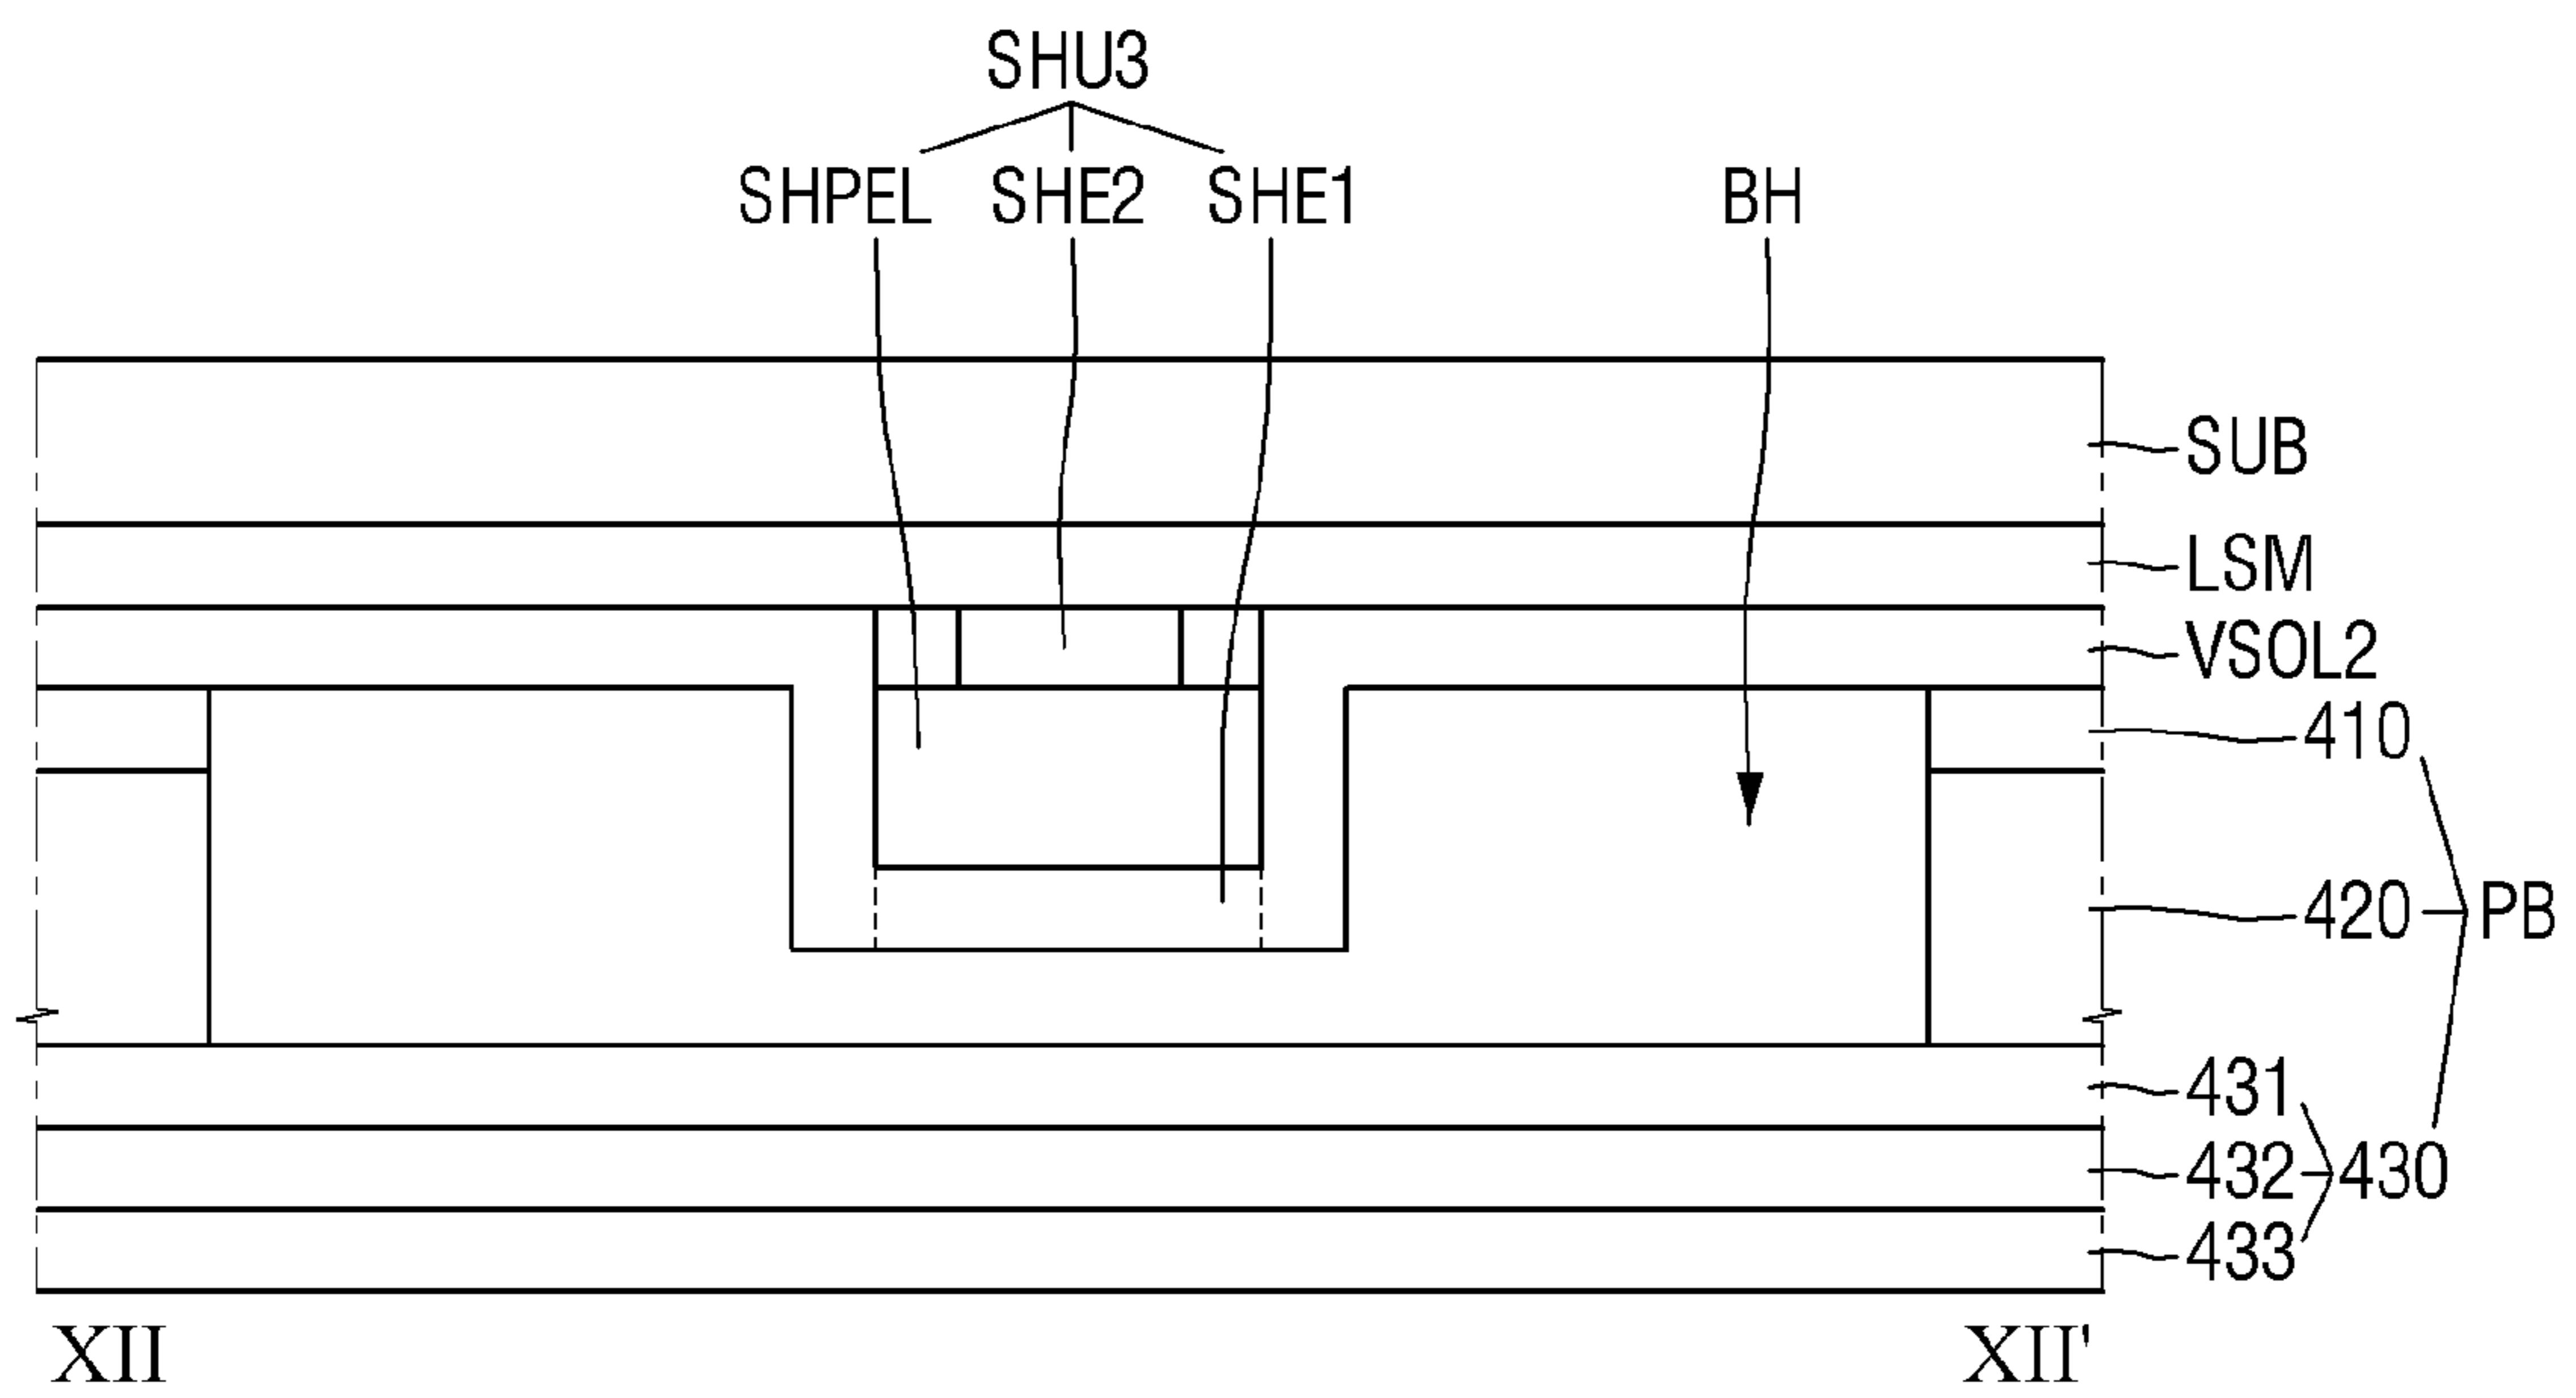 SHU3
SHPEL SHE2 SHE1 BH
SUB
LSM
VSOL2
410
420 PB
431
432 430
433
XII XII'